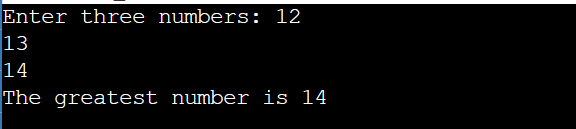 Enter three numbers: 12
13
14
The greatest number is 14